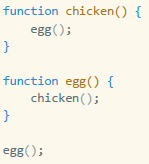 function chicken() {
    egg();
}

function egg() {
    chicken();
}

egg();